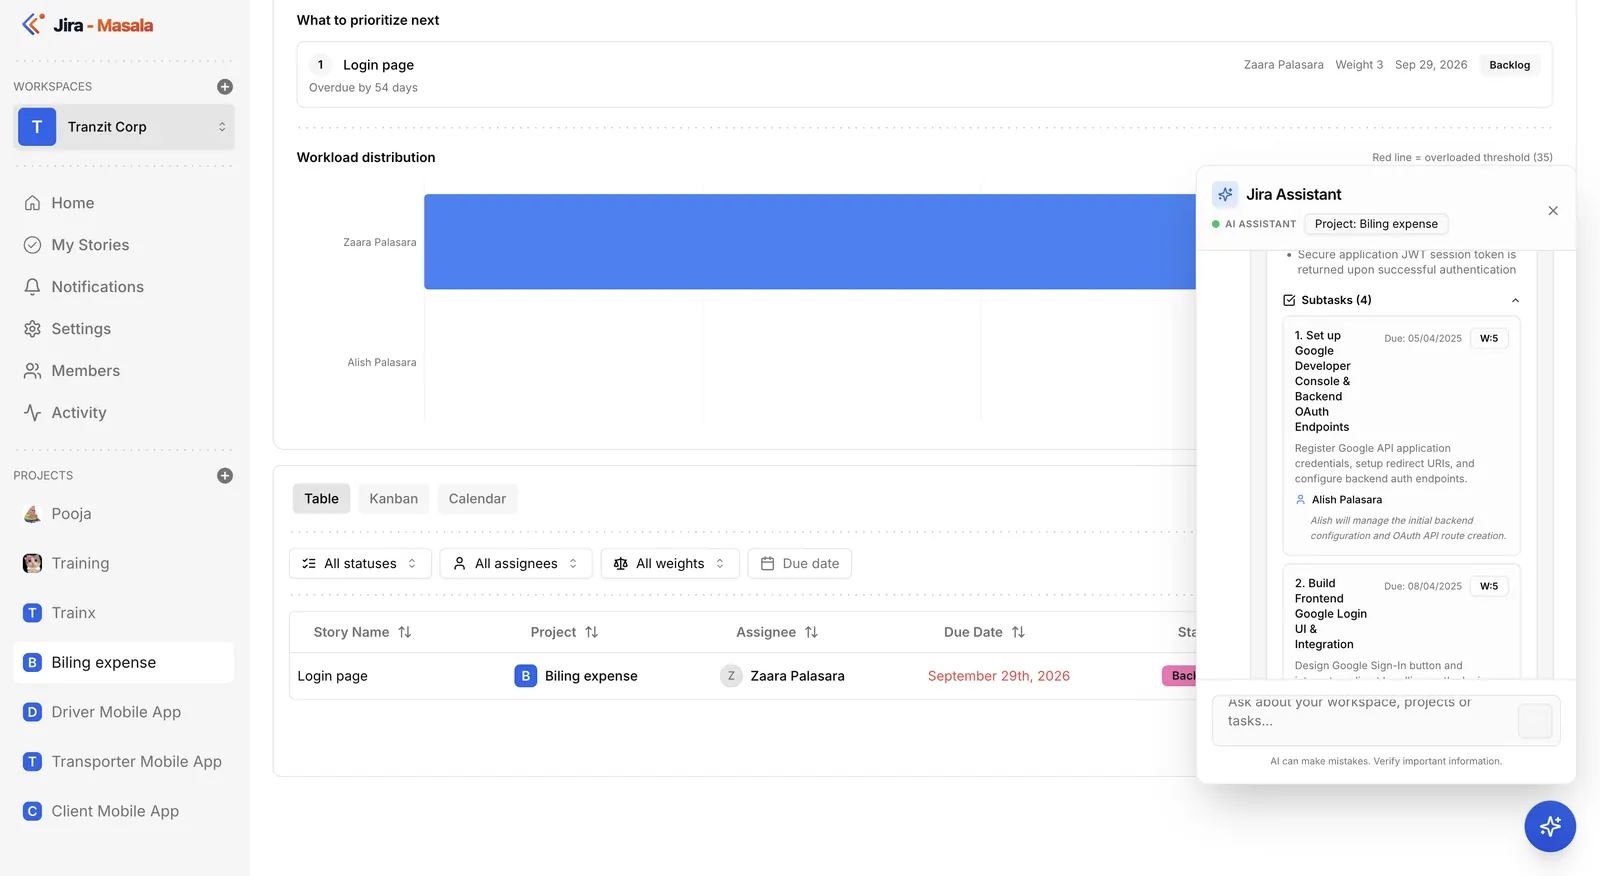 Jira - Masala
WORKSPACES
T Tranzit Corp
Home
My Stories
Notifications
Settings
Members
Activity
PROJECTS
Pooja
Training
T Trainx
B Biling expense
D Driver Mobile App
T Transporter Mobile App
C Client Mobile App
What to prioritize next
1 Login page Zaara Palasara Weight 3 Sep 29, 2026 Backlog
Overdue by 54 days
Workload distribution Red line = overloaded threshold (35)
Zaara Palasara
Alish Palasara
Table Kanban Calendar
All statuses All assignees All weights Due date
Story Name Project Assignee Due Date Sta
Login page B Biling expense Z Zaara Palasara September 29th, 2026 Back
Jira Assistant
AI ASSISTANT Project: Biling expense
• Secure application JWT session token is
returned upon successful authentication
Subtasks (4)
1. Set up Due: 05/04/2025 W:5
Google
Developer
Console &
Backend
OAuth
Endpoints
Register Google API application
credentials, setup redirect URIs, and
configure backend auth endpoints.
Alish Palasara
Alish will manage the initial backend
configuration and OAuth API route creation.
2. Build Due: 08/04/2025 W:5
Frontend
Google Login
UI &
Integration
Design Google Sign-In button and
Ask about your workspace, projects or
tasks...
AI can make mistakes. Verify important information.